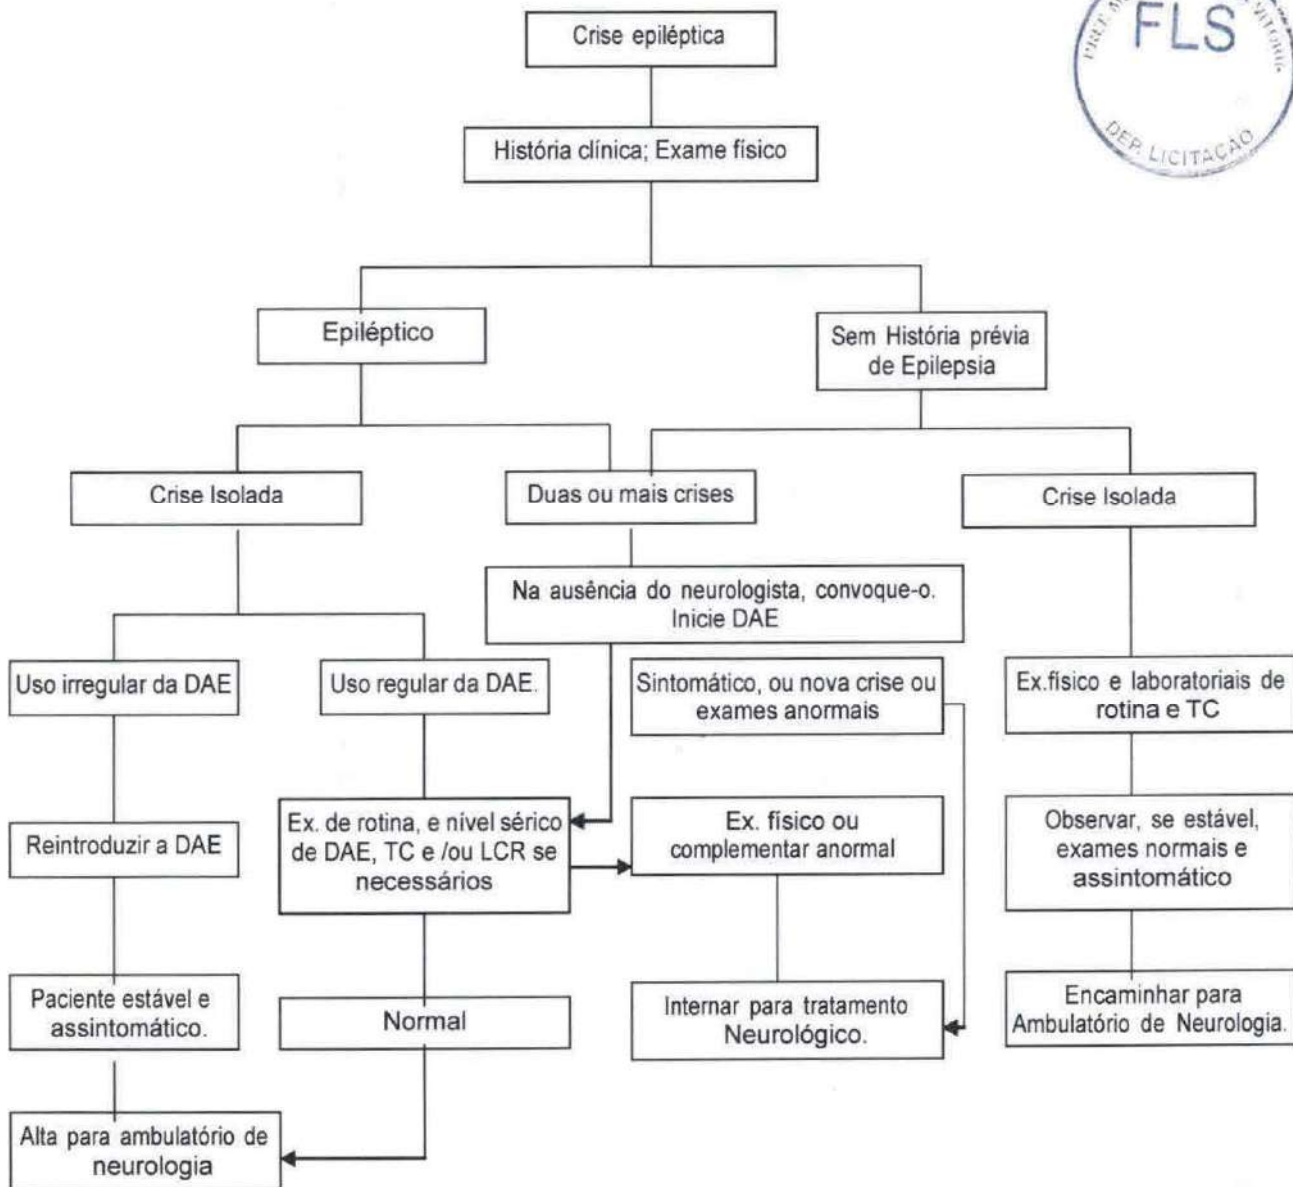 FLS
DEP. LICITAÇÃO
Crise epiléptica
História clínica; Exame físico
Epiléptico
Sem História prévia
de Epilepsia
Crise Isolada
Duas ou mais crises
Crise Isolada
Na ausência do neurologista, convoque-o.
Inicie DAE
Uso irregular da DAE
Uso regular da DAE.
Sintomático, ou nova crise ou
exames anormais
Ex.físico e laboratoriais de
rotina e TC
Reintroduzir a DAE
Ex. de rotina, e nível sérico
de DAE, TC e /ou LCR se
necessários
Ex. físico ou
complementar anormal
Observar, se estável,
exames normais e
assintomático
Paciente estável e
assintomático.
Normal
Internar para tratamento
Neurológico.
Encaminhar para
Ambulatório de Neurologia.
Alta para ambulatório de
neurologia